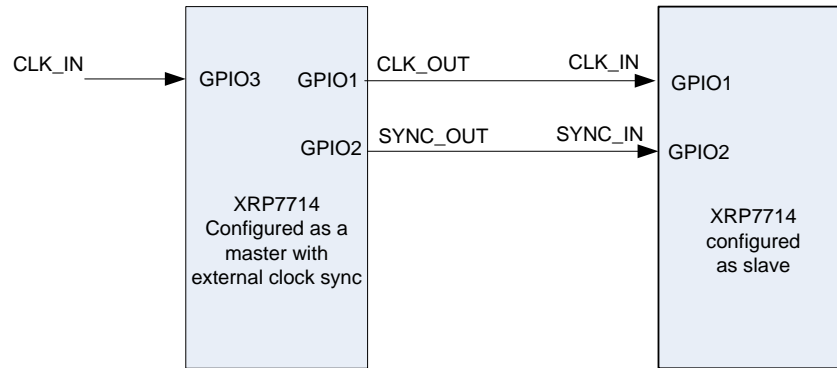 CLK_IN
GPIO3
GPIO1
CLK_OUT
CLK_IN
GPIO1
GPIO2
SYNC_OUT
SYNC_IN
GPIO2
XRP7714
Configured as a
master with
external clock sync
XRP7714
configured
as slave